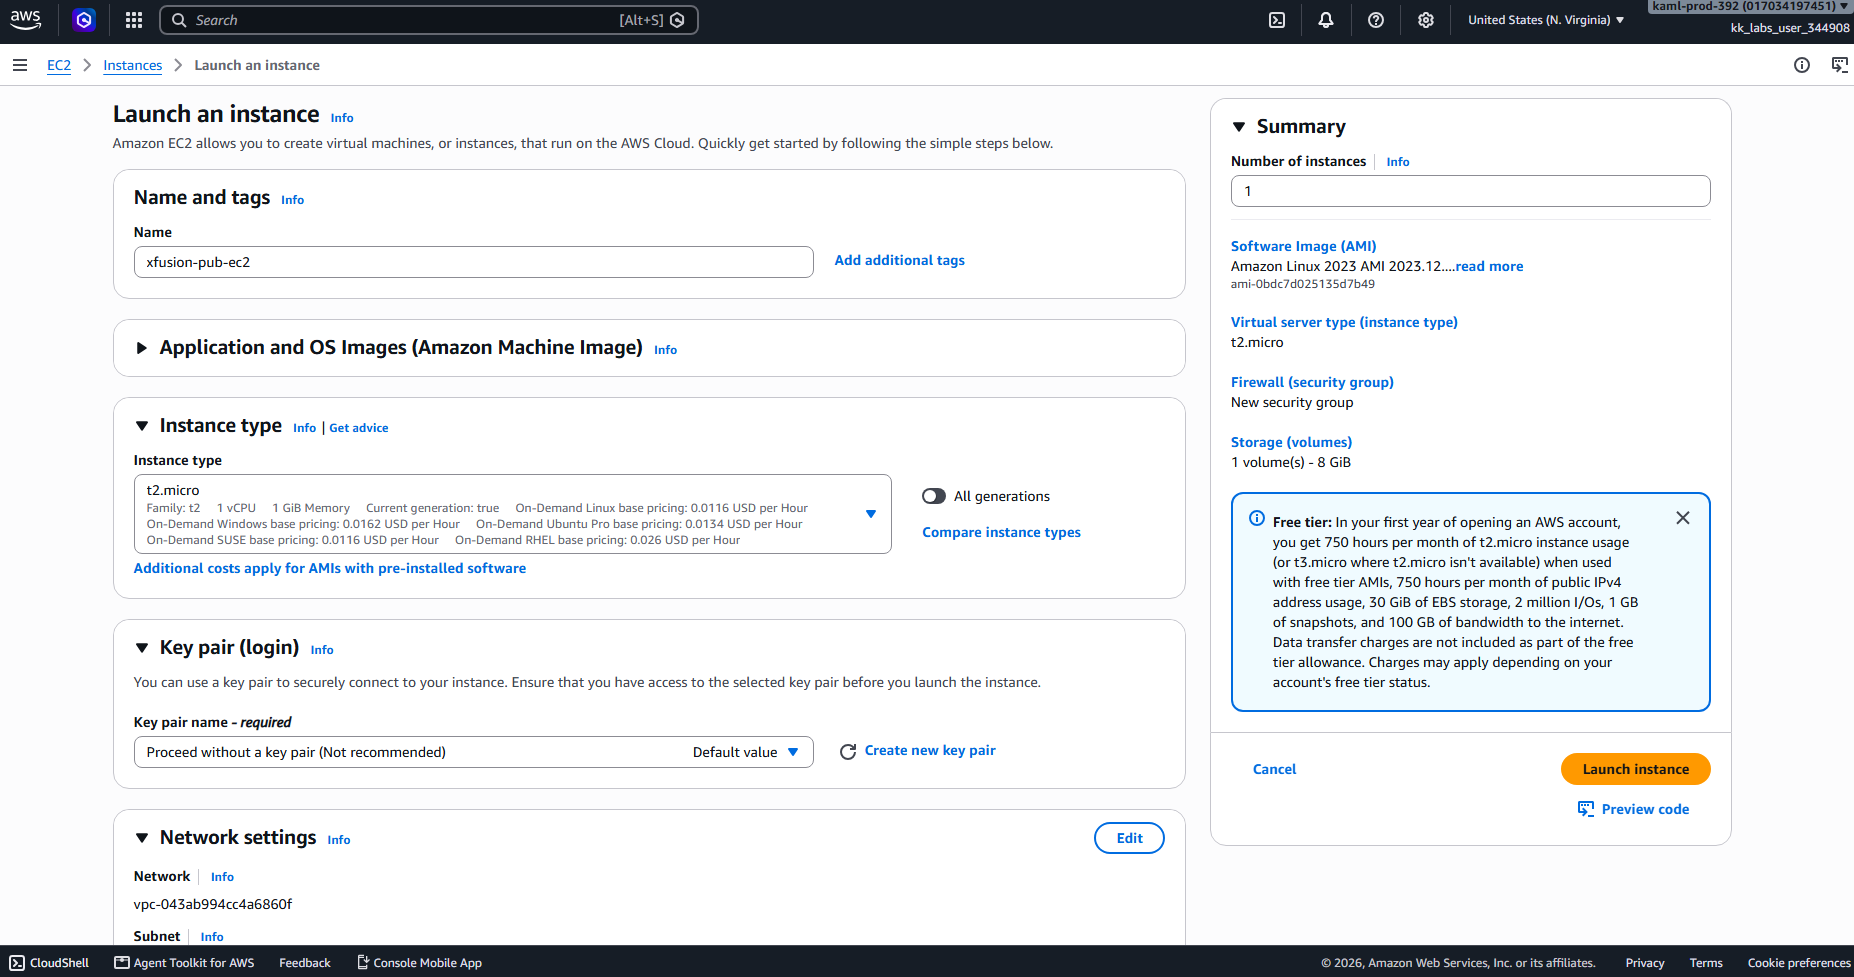 aws
Search [Alt+S]
United States (N. Virginia)
kaml-prod-392 (017034197451)
kk_labs_user_344908
EC2 Instances Launch an instance
Launch an instance Info
Amazon EC2 allows you to create virtual machines, or instances, that run on the AWS Cloud. Quickly get started by following the simple steps below.
Name and tags Info
Name
xfusion-pub-ec2
Add additional tags
Application and OS Images (Amazon Machine Image) Info
Instance type Info | Get advice
Instance type
t2.micro
Family: t2 1 vCPU 1 GiB Memory Current generation: true On-Demand Linux base pricing: 0.0116 USD per Hour
On-Demand Windows base pricing: 0.0162 USD per Hour On-Demand Ubuntu Pro base pricing: 0.0134 USD per Hour
On-Demand SUSE base pricing: 0.0116 USD per Hour On-Demand RHEL base pricing: 0.026 USD per Hour
All generations
Compare instance types
Additional costs apply for AMIs with pre-installed software
Key pair (login) Info
You can use a key pair to securely connect to your instance. Ensure that you have access to the selected key pair before you launch the instance.
Key pair name - required
Proceed without a key pair (Not recommended) Default value
Create new key pair
Network settings Info
Edit
Network Info
vpc-043ab994cc4a6860f
Subnet Info
Summary
Number of instances Info
1
Software Image (AMI)
Amazon Linux 2023 AMI 2023.12....read more
ami-0bdc7d025135d7b49
Virtual server type (instance type)
t2.micro
Firewall (security group)
New security group
Storage (volumes)
1 volume(s) - 8 GiB
Free tier: In your first year of opening an AWS account,
you get 750 hours per month of t2.micro instance usage
(or t3.micro where t2.micro isn't available) when used
with free tier AMIs, 750 hours per month of public IPv4
address usage, 30 GiB of EBS storage, 2 million I/Os, 1 GB
of snapshots, and 100 GB of bandwidth to the internet.
Data transfer charges are not included as part of the free
tier allowance. Charges may apply depending on your
account's free tier status.
Cancel
Launch instance
Preview code
CloudShell Agent Toolkit for AWS Feedback Console Mobile App
© 2026, Amazon Web Services, Inc. or its affiliates. Privacy Terms Cookie preferences